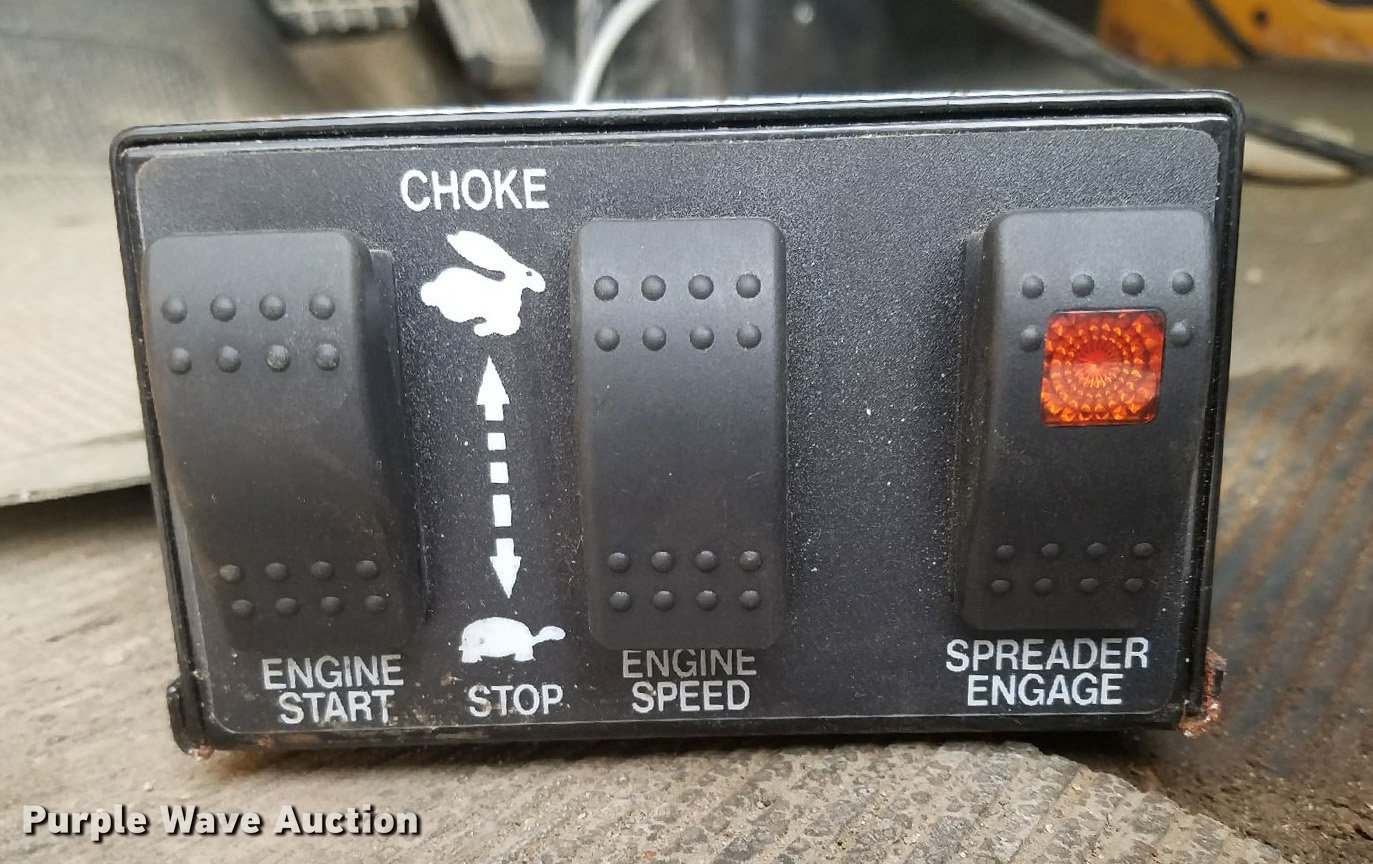 CHOKE
ENGINE
START
STOP
ENGINE
SPEED
SPREADER
ENGAGE
Purple Wave Auction